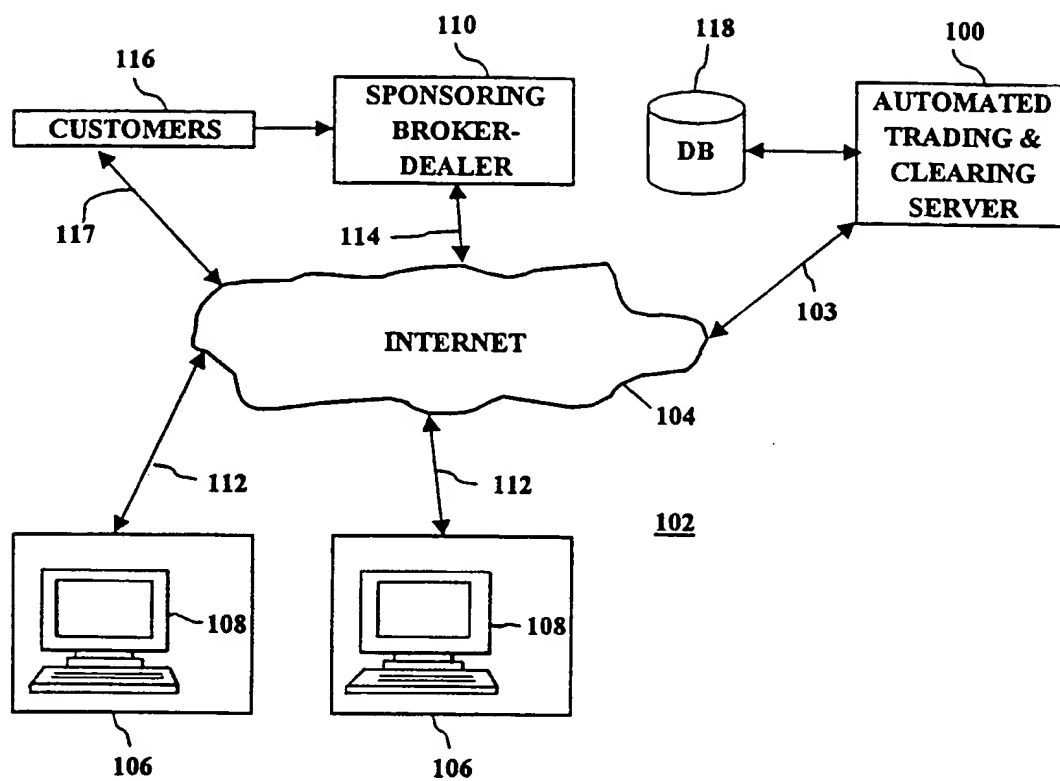 110
118
100
116
SPONSORING
BROKER-
DEALER
CUSTOMERS
DB
AUTOMATED
TRADING &
CLEARING
SERVER
117
114
103
INTERNET
104
112
112
102
108
108
106
106